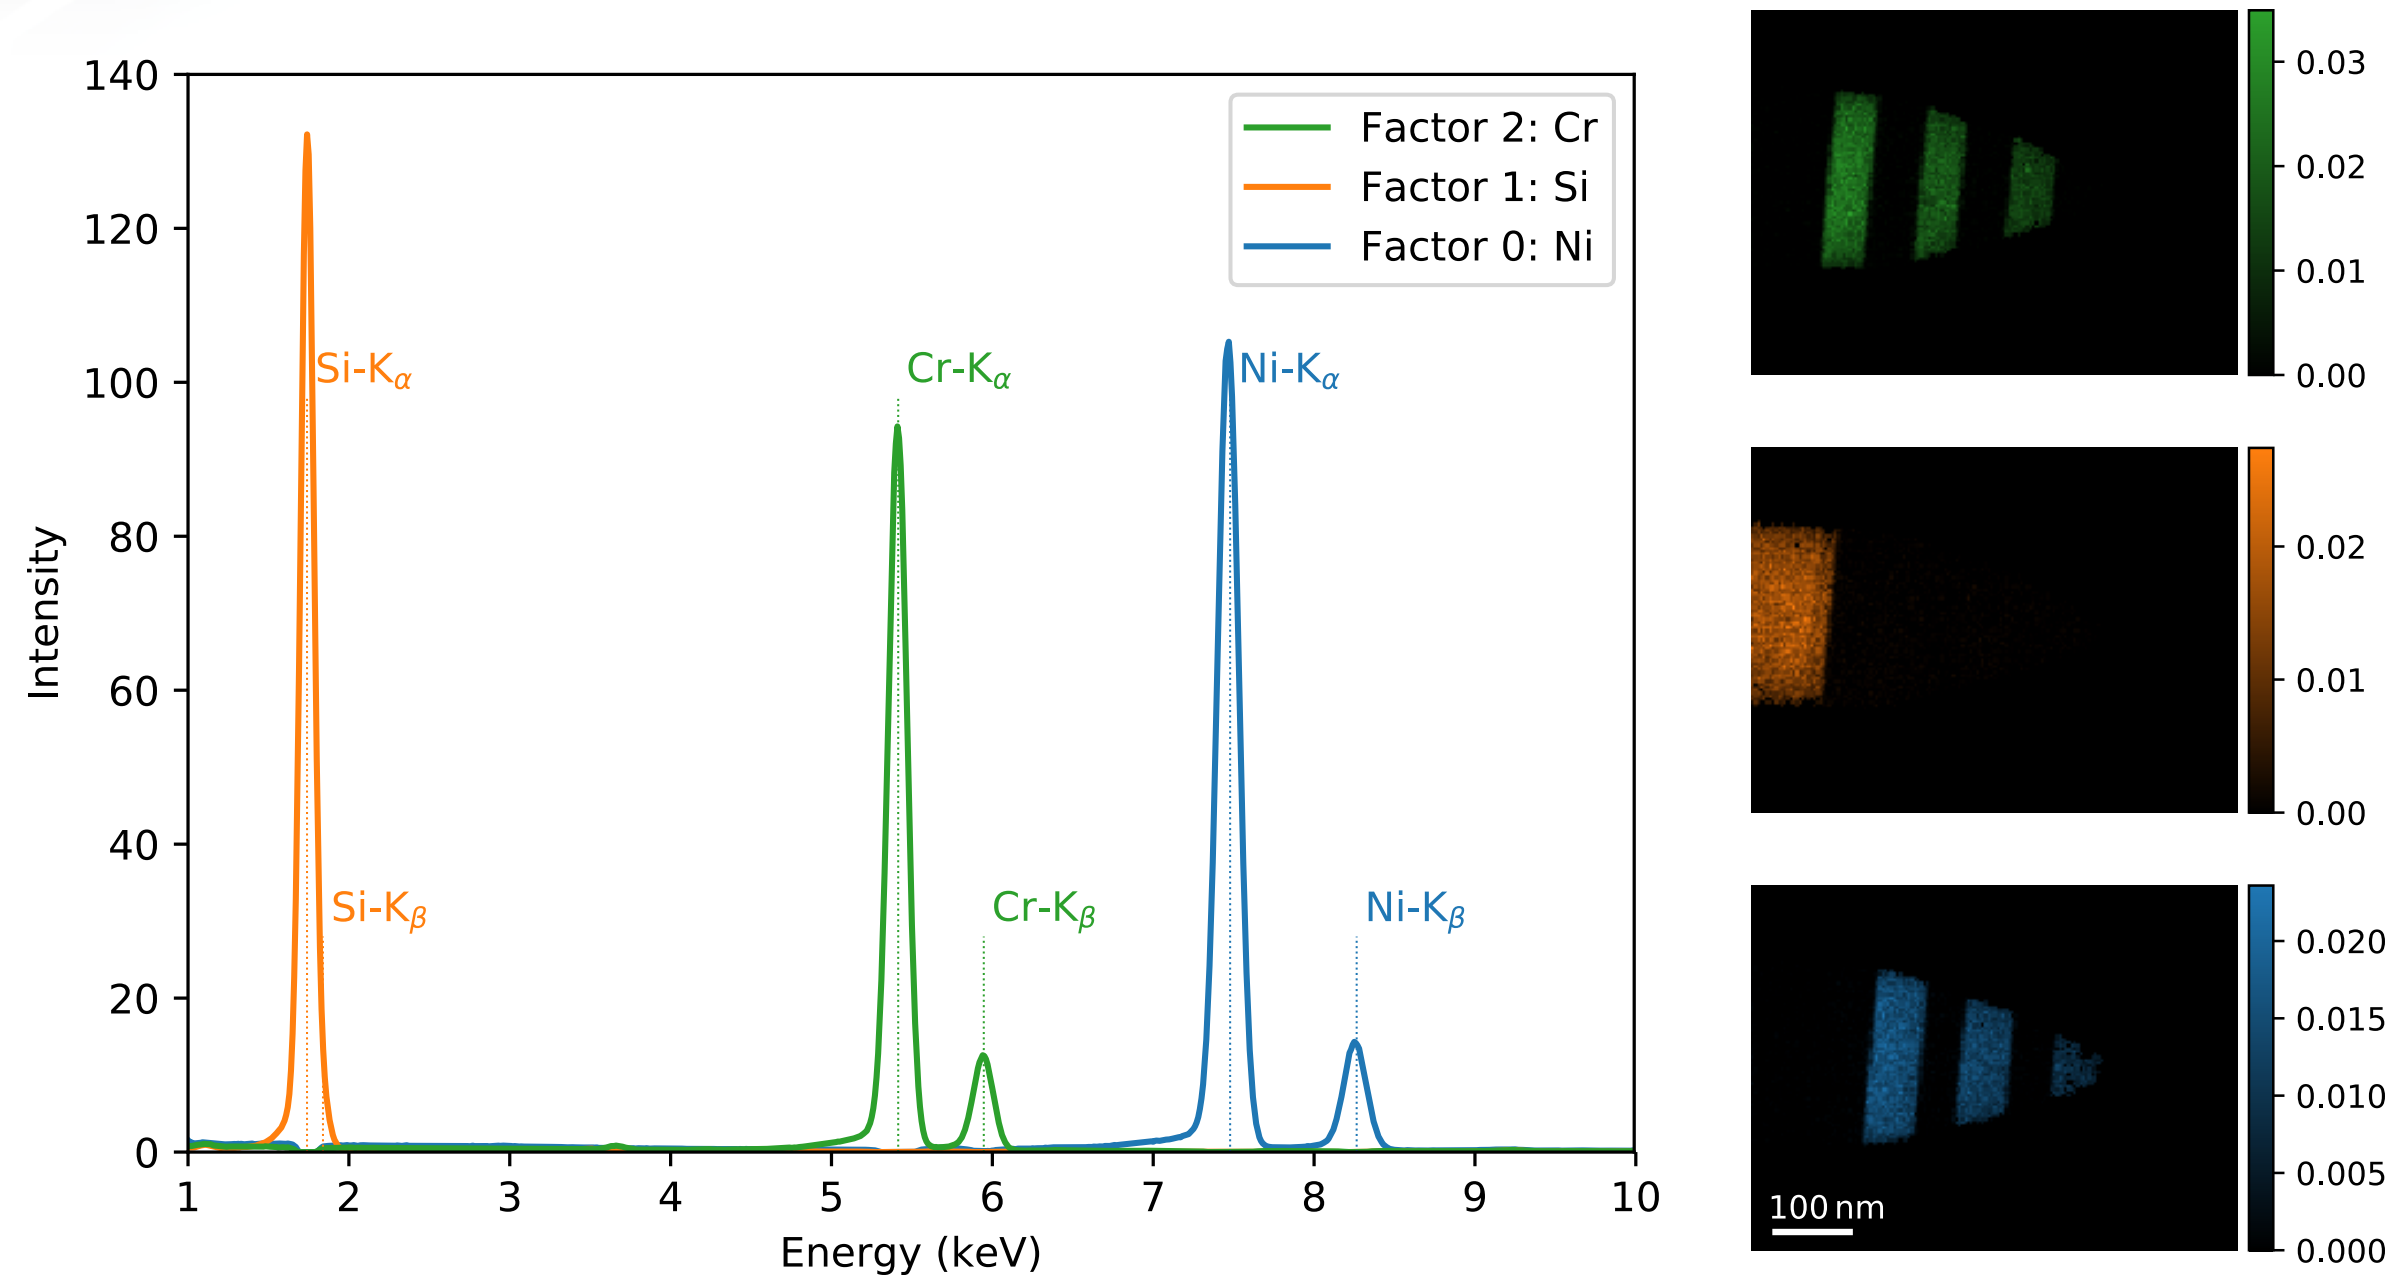 140
120
100
80
60
40
20
0
Intensity
1 2 3 4 5 6 7 8 9 10
Energy (keV)
Factor 2: Cr
Factor 1: Si
Factor 0: Ni
Si-Kα
Cr-Kα
Ni-Kα
Si-Kβ
Cr-Kβ
Ni-Kβ
0.03
0.02
0.01
0.00
0.02
0.01
0.00
0.020
0.015
0.010
0.005
0.000
100 nm